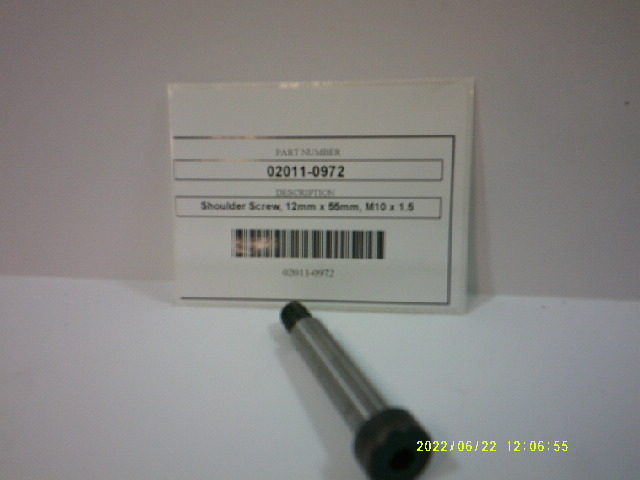 PART NUMBER
02011-0972
DESCRIPTION
Shoulder Screw, 12mm x 55mm, M10 x 1.5
02011-0972
2022/06/22 12:06:55